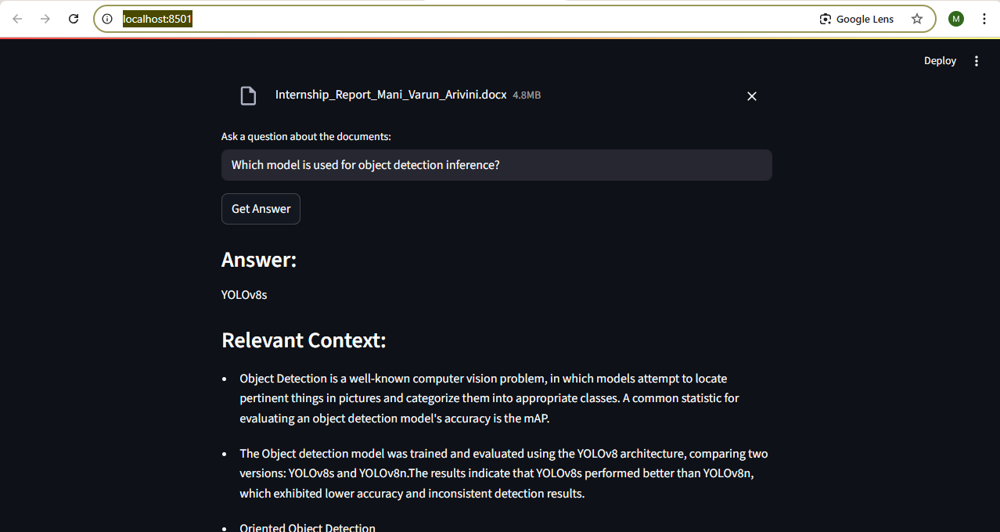 localhost:8501
Google Lens
M
Deploy
Internship_Report_Mani_Varun_Arivini.docx 4.8MB
Ask a question about the documents:
Which model is used for object detection inference?
Get Answer
Answer:
YOLOv8s
Relevant Context:
• Object Detection is a well-known computer vision problem, in which models attempt to locate
pertinent things in pictures and categorize them into appropriate classes. A common statistic for
evaluating an object detection model's accuracy is the mAP.
• The Object detection model was trained and evaluated using the YOLOv8 architecture, comparing two
versions: YOLOv8s and YOLOv8n.The results indicate that YOLOv8s performed better than YOLOv8n,
which exhibited lower accuracy and inconsistent detection results.
• Oriented Object Detection